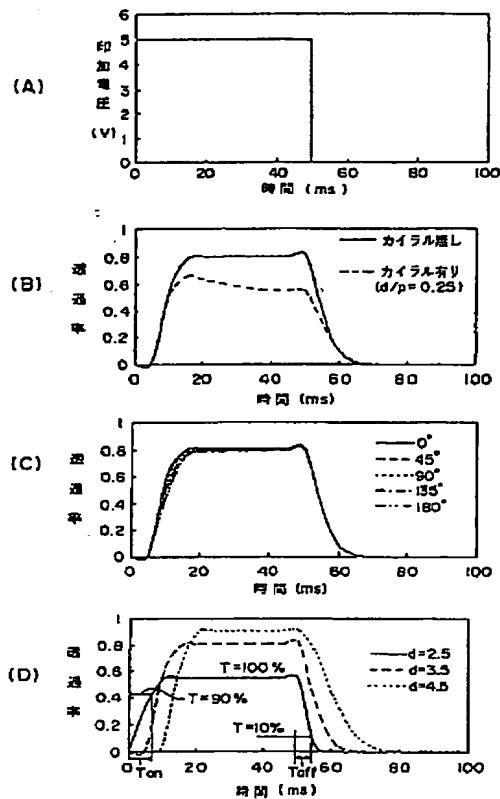 (A)
印加電圧 (V)
6
5
4
3
2
1
0
0 20 40 60 80 100
時間 (ms)
(B)
透過率
1
0.8
0.6
0.4
0.2
0
カイラル無し
カイラル有り
(d/p=0.25)
0 20 40 60 80 100
時間 (ms)
(C)
透過率
1
0.8
0.6
0.4
0.2
0
0°
45°
90°
135°
180°
0 20 40 60 80 100
時間 (ms)
(D)
透過率
1
0.8
0.6
0.4
0.2
0
d=2.5
d=3.5
d=4.5
T=100%
T=90%
T=10%
0 20 40 60 80 100
Ton
Toff
時間 (ms)